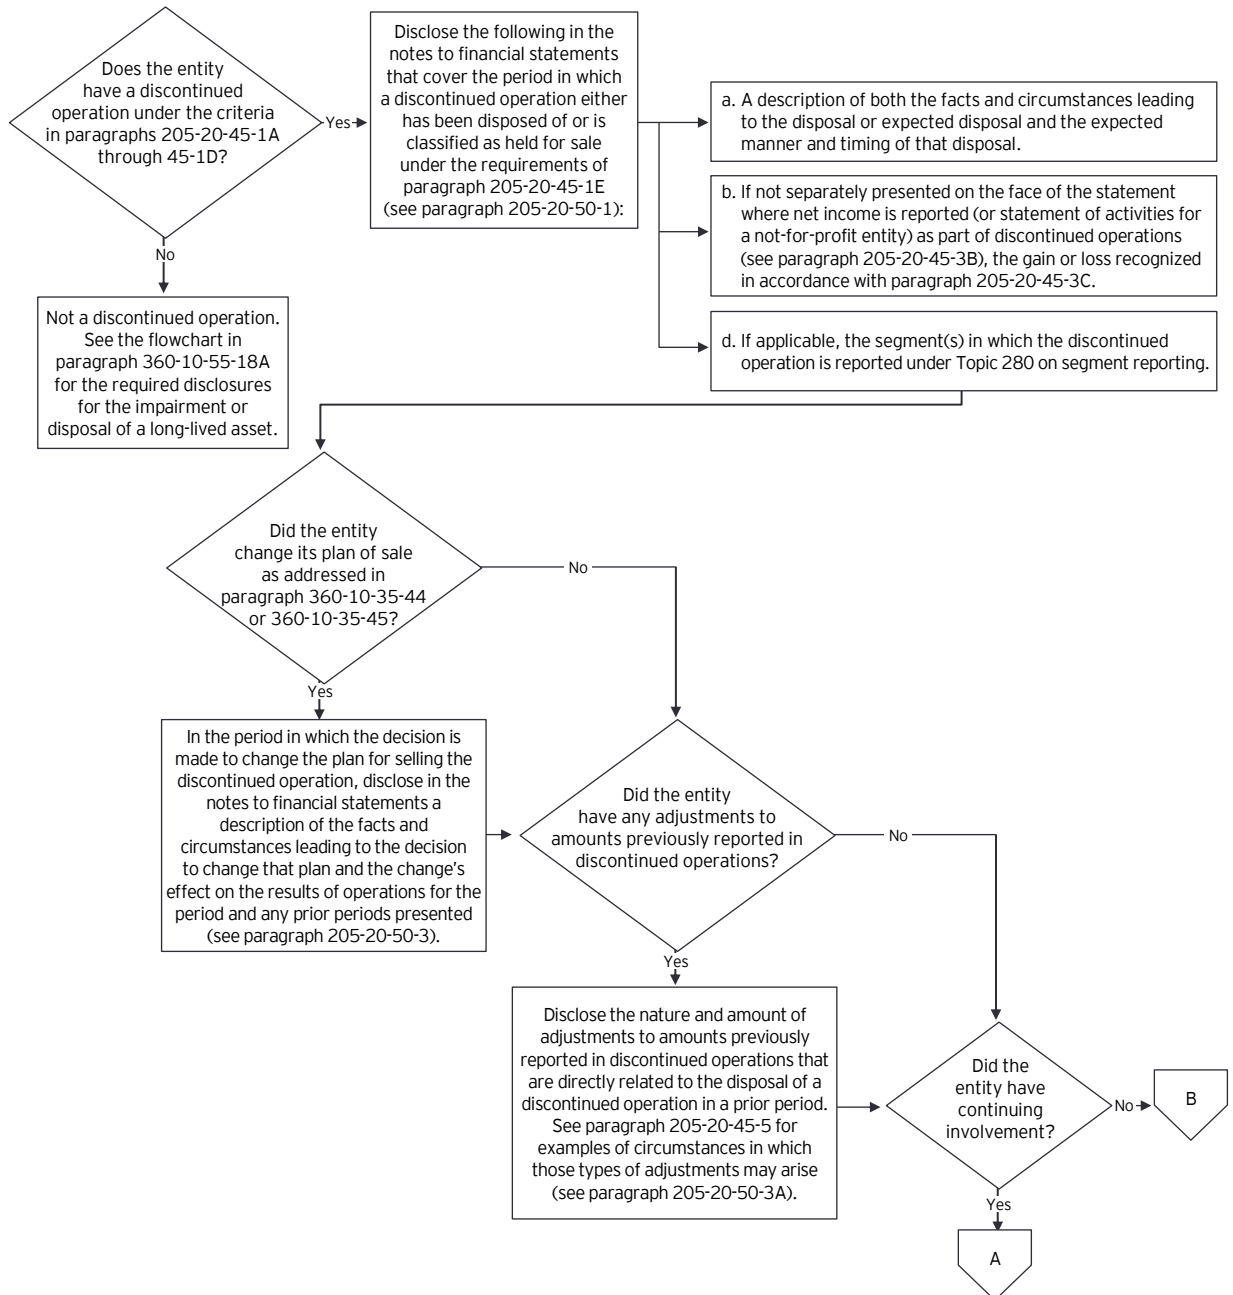 Does the entity
have a discontinued
operation under the criteria
in paragraphs 205-20-45-1A
through 45-1D?
Yes
Disclose the following in the
notes to financial statements
that cover the period in which
a discontinued operation either
has been disposed of or is
classified as held for sale
under the requirements of
paragraph 205-20-45-1E
(see paragraph 205-20-50-1):
a. A description of both the facts and circumstances leading
to the disposal or expected disposal and the expected
manner and timing of that disposal.
b. If not separately presented on the face of the statement
where net income is reported (or statement of activities for
a not-for-profit entity) as part of discontinued operations
(see paragraph 205-20-45-3B), the gain or loss recognized
in accordance with paragraph 205-20-45-3C.
d. If applicable, the segment(s) in which the discontinued
operation is reported under Topic 280 on segment reporting.
No
Not a discontinued operation.
See the flowchart in
paragraph 360-10-55-18A
for the required disclosures
for the impairment or
disposal of a long-lived asset.
Did the entity
change its plan of sale
as addressed in
paragraph 360-10-35-44
or 360-10-35-45?
No
Yes
In the period in which the decision is
made to change the plan for selling the
discontinued operation, disclose in the
notes to financial statements a
description of the facts and
circumstances leading to the decision
to change that plan and the change's
effect on the results of operations for the
period and any prior periods presented
(see paragraph 205-20-50-3).
Did the entity
have any adjustments to
amounts previously reported in
discontinued operations?
No
Yes
Disclose the nature and amount of
adjustments to amounts previously
reported in discontinued operations that
are directly related to the disposal of a
discontinued operation in a prior period.
See paragraph 205-20-45-5 for
examples of circumstances in which
those types of adjustments may arise
(see paragraph 205-20-50-3A).
Did the
entity have
continuing
involvement?
No
B
Yes
A